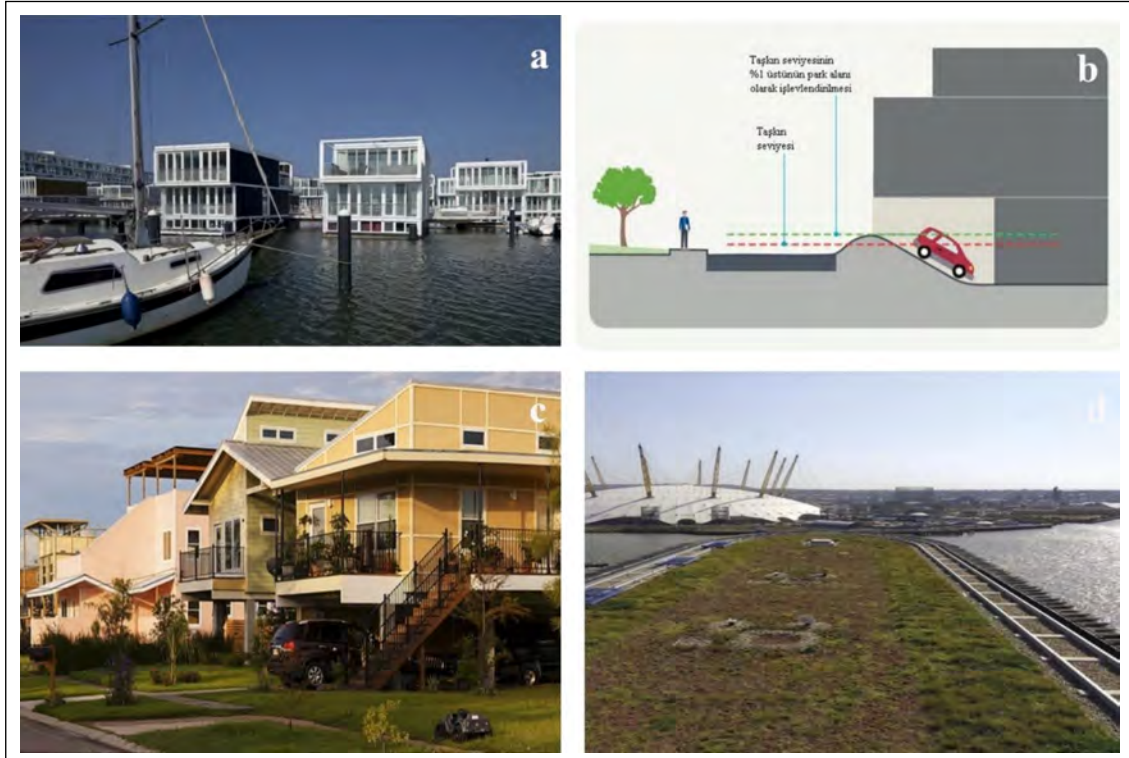 a
b
Taşkın seviyesinin
%1 üstünün park alanı
olarak işlevlendirilmesi
Taşkın
seviyesi
c
d